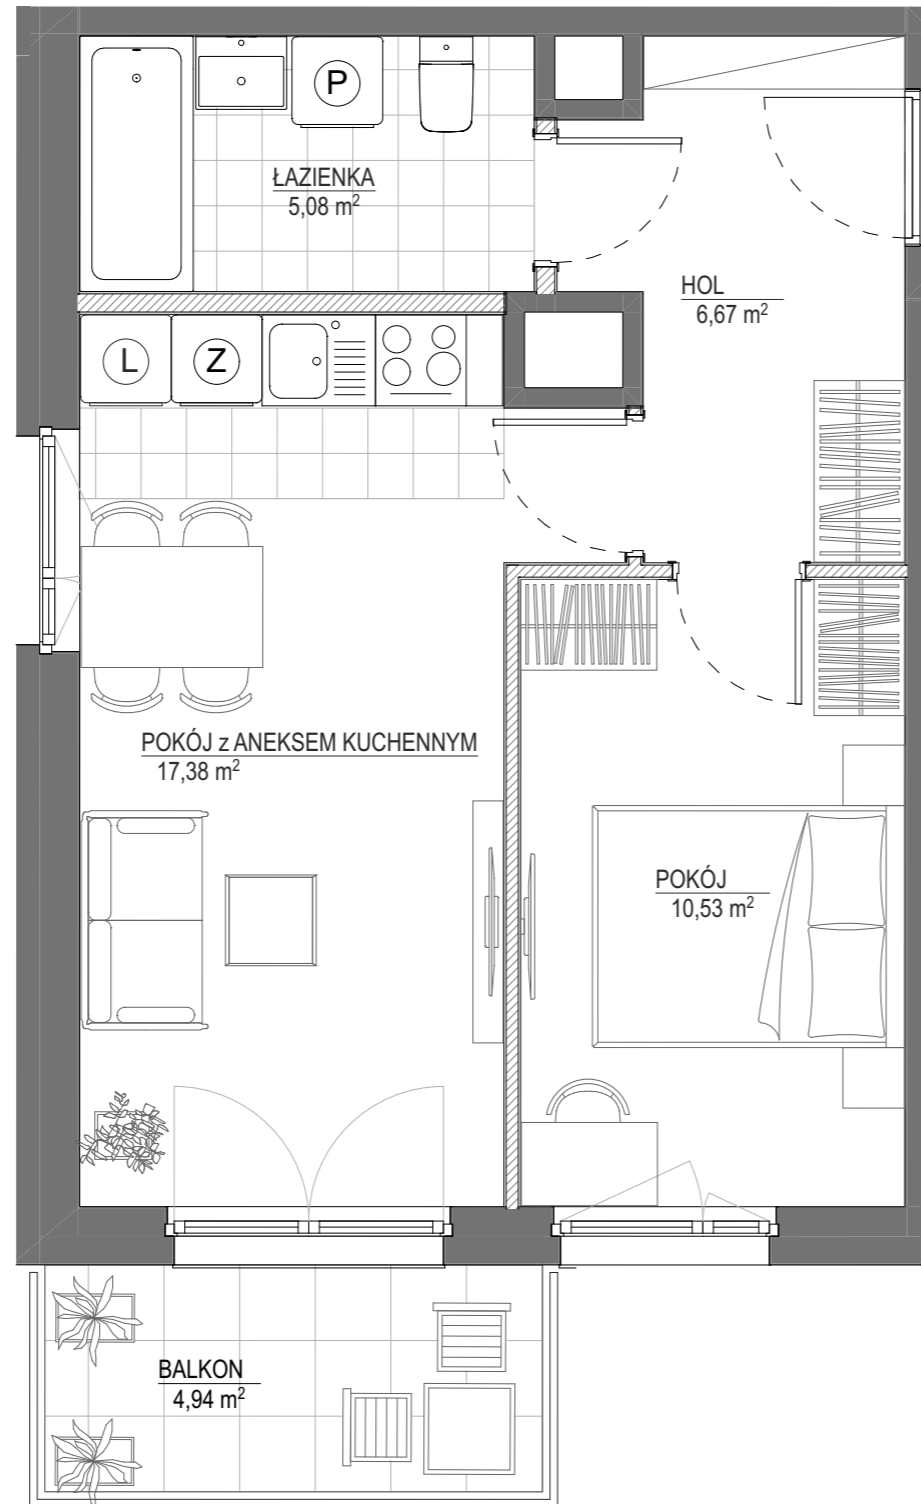 P
ŁAZIENKA
5,08 m²
HOL
6,67 m²
L
Z
POKÓJ z ANEKSEM KUCHENNYM
17,38 m²
POKÓJ
10,53 m²
BALKON
4,94 m²